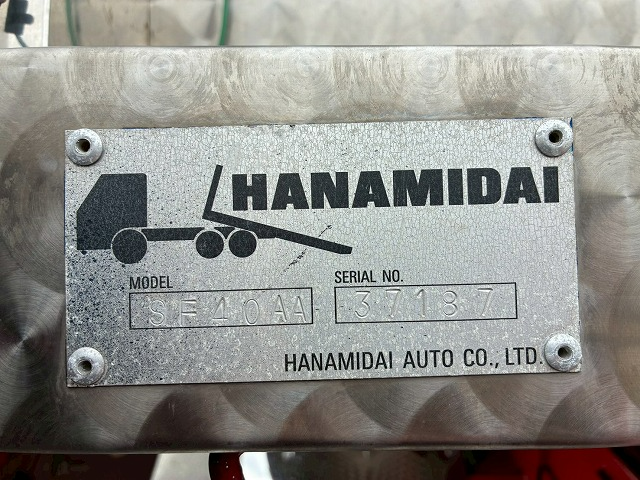 HANAMIDAI
MODEL
SF40AA
SERIAL NO.
37187
HANAMIDAI AUTO CO., LTD.